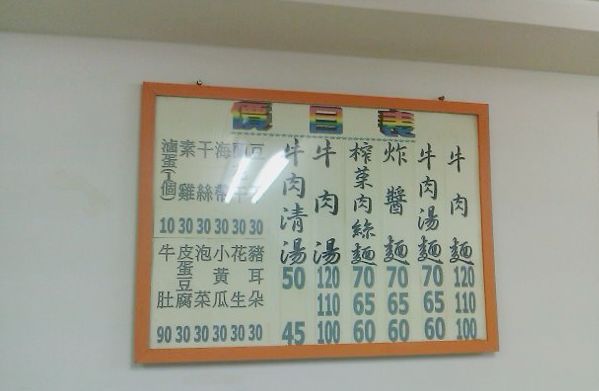 價目表
牛肉麵
120
110
100
牛肉湯麵
70
65
60
炸醬麵
70
65
60
榨菜肉絲麵
70
65
60
牛肉湯
120
110
100
牛肉清湯
50
45
豆
30
30
海帶
30
干絲
30
素雞
30
滷蛋(1個)
10
豬耳朵
30
花生
30
小黃瓜
30
泡菜
30
皮蛋豆腐
30
牛肚
90